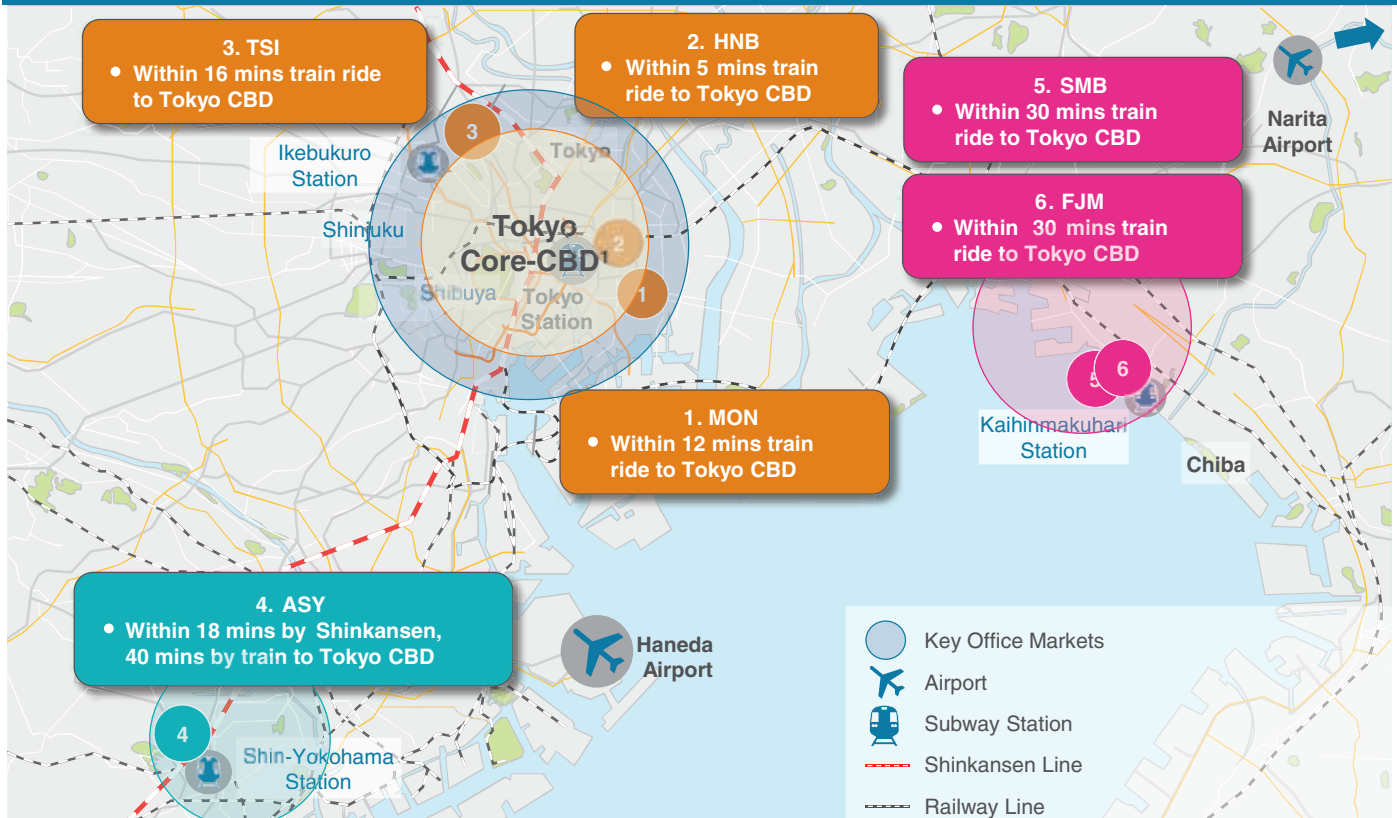 3. TSI
• Within 16 mins train ride
to Tokyo CBD
2. HNB
• Within 5 mins train
ride to Tokyo CBD
5. SMB
• Within 30 mins train
ride to Tokyo CBD
Narita
Airport
6. FJM
• Within 30 mins train
ride to Tokyo CBD
Ikebukuro
Station
3
Tokyo
Shinjuku
Tokyo
Core-CBD¹
2
Shibuya
Tokyo
Station
1
5
6
Kaihinmakuhari
Station
Chiba
1. MON
• Within 12 mins train
ride to Tokyo CBD
4. ASY
• Within 18 mins by Shinkansen,
40 mins by train to Tokyo CBD
Haneda
Airport
4
Shin-Yokohama
Station
Key Office Markets
Airport
Subway Station
Shinkansen Line
Railway Line